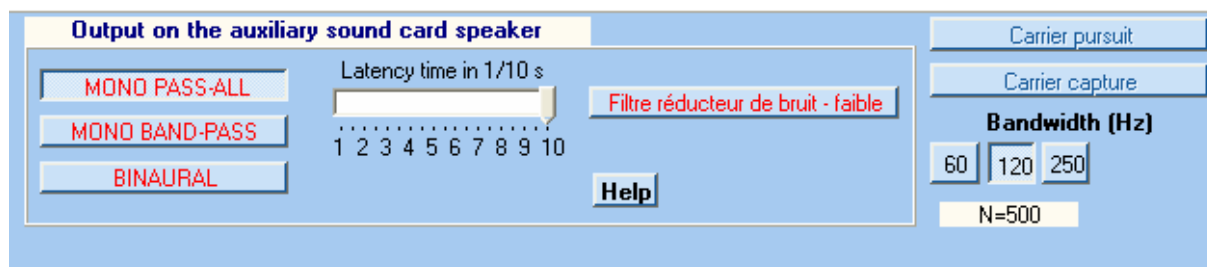 Output on the auxiliary sound card speaker
MONO PASS-ALL
MONO BAND-PASS
BINAURAL
Latency time in 1/10 s
1 2 3 4 5 6 7 8 9 10
Filtre réducteur de bruit - faible
Help
Carrier pursuit
Carrier capture
Bandwidth (Hz)
60 120 250
N=500